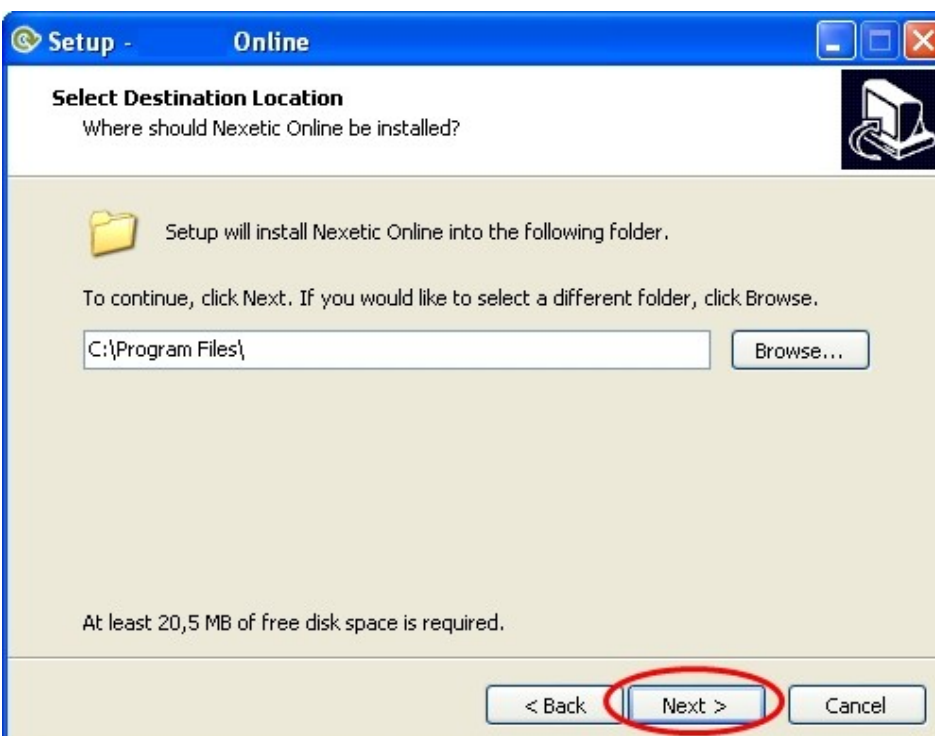 Setup - Online
Select Destination Location
Where should Nexetic Online be installed?
Setup will install Nexetic Online into the following folder.
To continue, click Next. If you would like to select a different folder, click Browse.
C:\Program Files\
Browse...
At least 20,5 MB of free disk space is required.
< Back
Next >
Cancel